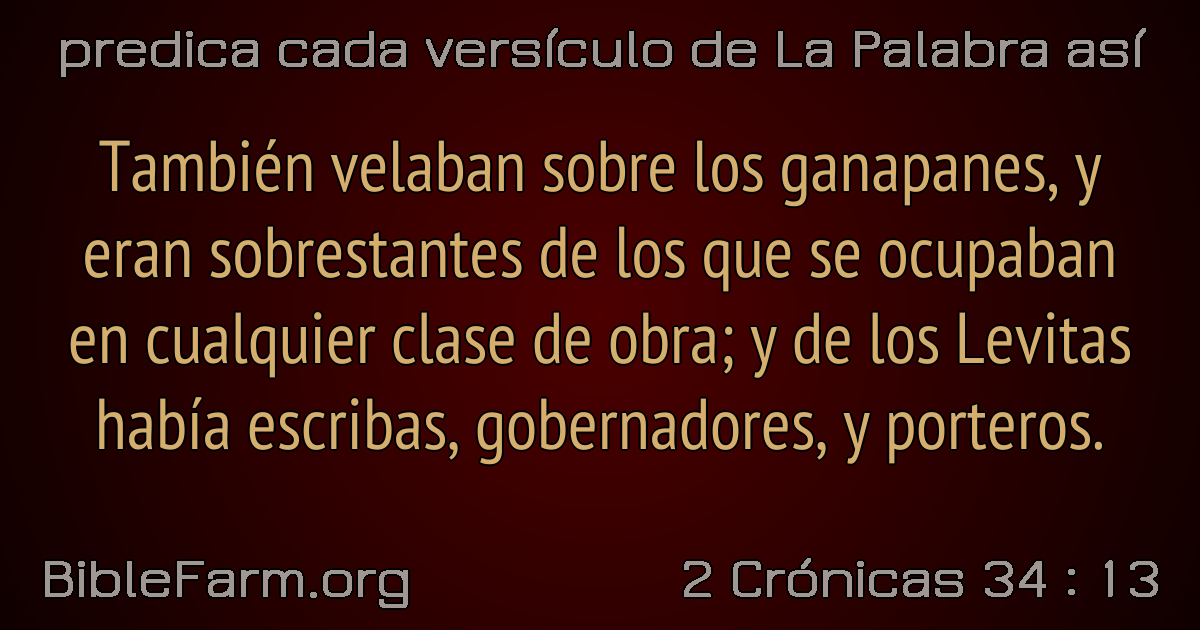 predica cada versículo de La Palabra así
También velaban sobre los ganapanes, y
eran sobrestantes de los que se ocupaban
en cualquier clase de obra; y de los Levitas
había escribas, gobernadores, y porteros.
BibleFarm.org
2 Crónicas 34 : 13